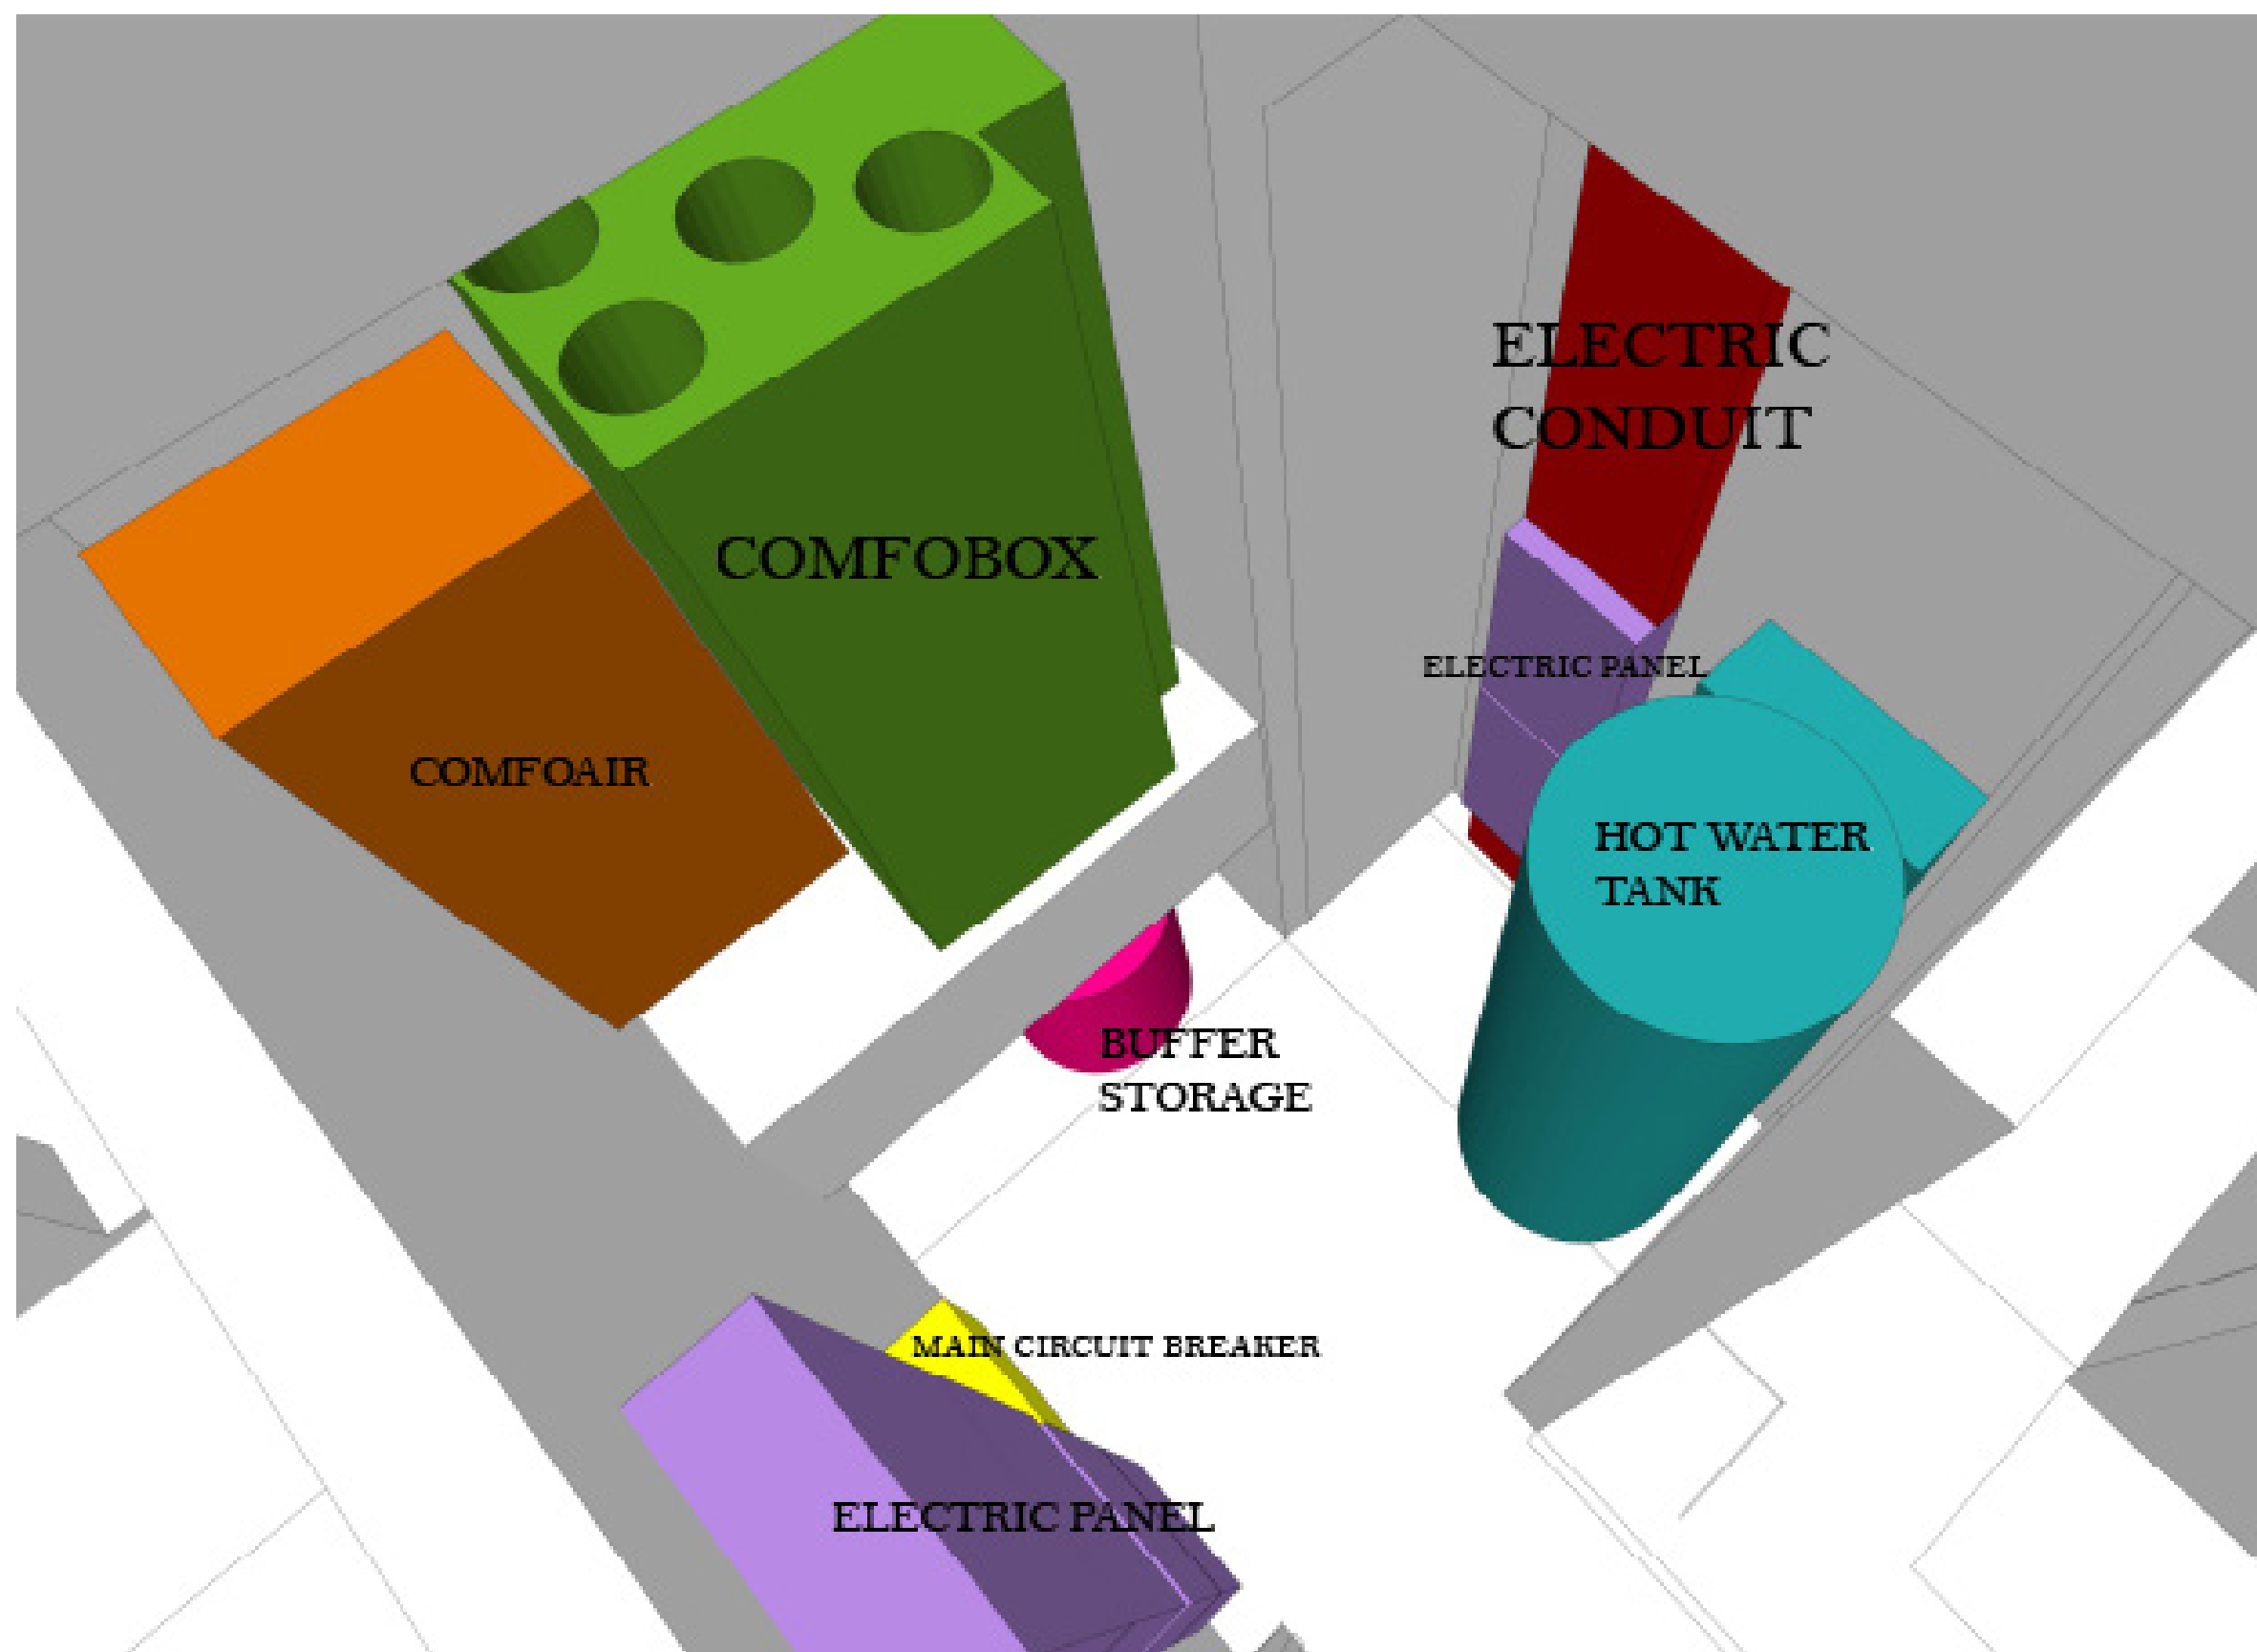 ELECTRIC
CONDUIT
COMFOBOX
ELECTRIC PANEL
COMFOAIR
HOT WATER
TANK
BUFFER
STORAGE
MAIN CIRCUIT BREAKER
ELECTRIC PANEL